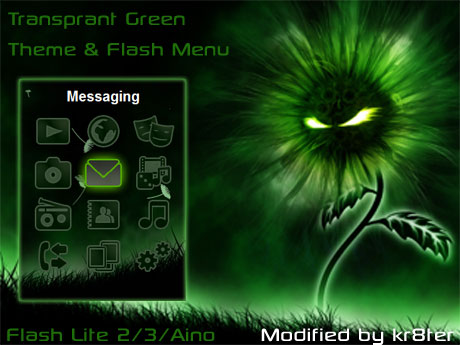 Transprant Green
Theme & Flash Menu
Messaging
Flash Lite 2/3/Aino
Modified by kr8ter